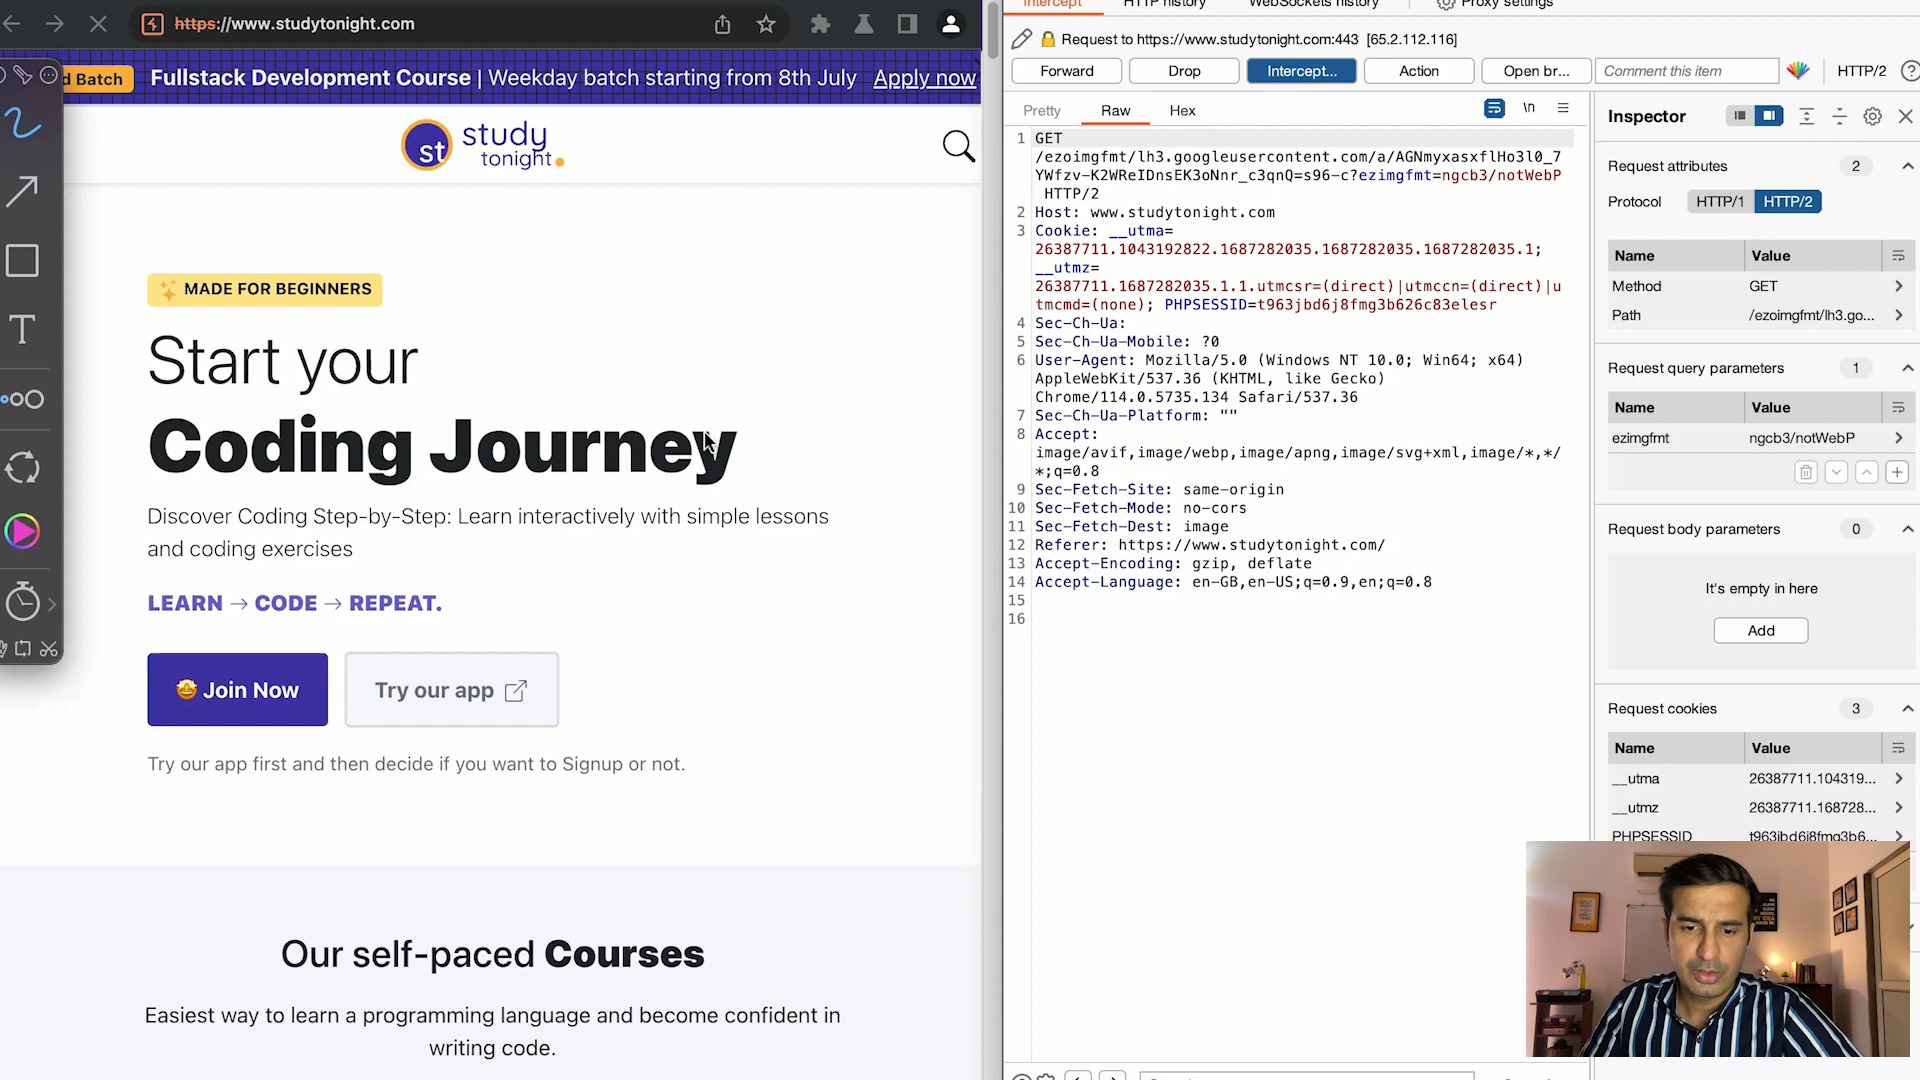 https://www.studytonight.com
d Batch
Fullstack Development Course | Weekday batch starting from 8th July Apply now
st study tonight
MADE FOR BEGINNERS
Start your
Coding Journey
Discover Coding Step-by-Step: Learn interactively with simple lessons
and coding exercises
LEARN → CODE → REPEAT.
🤩 Join Now
Try our app
Try our app first and then decide if you want to Signup or not.
Our self-paced Courses
Easiest way to learn a programming language and become confident in
writing code.
T
Intercept HTTP history WebSockets history Proxy settings
Request to https://www.studytonight.com:443 [65.2.112.116]
Forward Drop Intercept... Action Open br... Comment this item HTTP/2 ?
Pretty Raw Hex \n
1 GET
/ezoimgfmt/lh3.googleusercontent.com/a/AGNmyxasxflHo3l0_7
YWfzv-K2WReIDnsEK3oNnr_c3qnQ=s96-c?ezimgfmt=ngcb3/notWebP
HTTP/2
2 Host: www.studytonight.com
3 Cookie: __utma=
26387711.1043192822.1687282035.1687282035.1687282035.1;
__utmz=
26387711.1687282035.1.1.utmcsr=(direct)|utmccn=(direct)|u
tmcmd=(none); PHPSESSID=t963jbd6j8fmg3b626c83elesr
4 Sec-Ch-Ua:
5 Sec-Ch-Ua-Mobile: ?0
6 User-Agent: Mozilla/5.0 (Windows NT 10.0; Win64; x64)
AppleWebKit/537.36 (KHTML, like Gecko)
Chrome/114.0.5735.134 Safari/537.36
7 Sec-Ch-Ua-Platform: ""
8 Accept:
image/avif,image/webp,image/apng,image/svg+xml,image/*,*/
*;q=0.8
9 Sec-Fetch-Site: same-origin
10 Sec-Fetch-Mode: no-cors
11 Sec-Fetch-Dest: image
12 Referer: https://www.studytonight.com/
13 Accept-Encoding: gzip, deflate
14 Accept-Language: en-GB,en-US;q=0.9,en;q=0.8
15
16
Inspector
Request attributes 2
Protocol HTTP/1 HTTP/2
Name Value
Method GET
Path /ezoimgfmt/lh3.go...
Request query parameters 1
Name Value
ezimgfmt ngcb3/notWebP
Request body parameters 0
It's empty in here
Add
Request cookies 3
Name Value
__utma 26387711.104319...
__utmz 26387711.168728...
PHPSESSID t963jbd6j8fmg3b6...